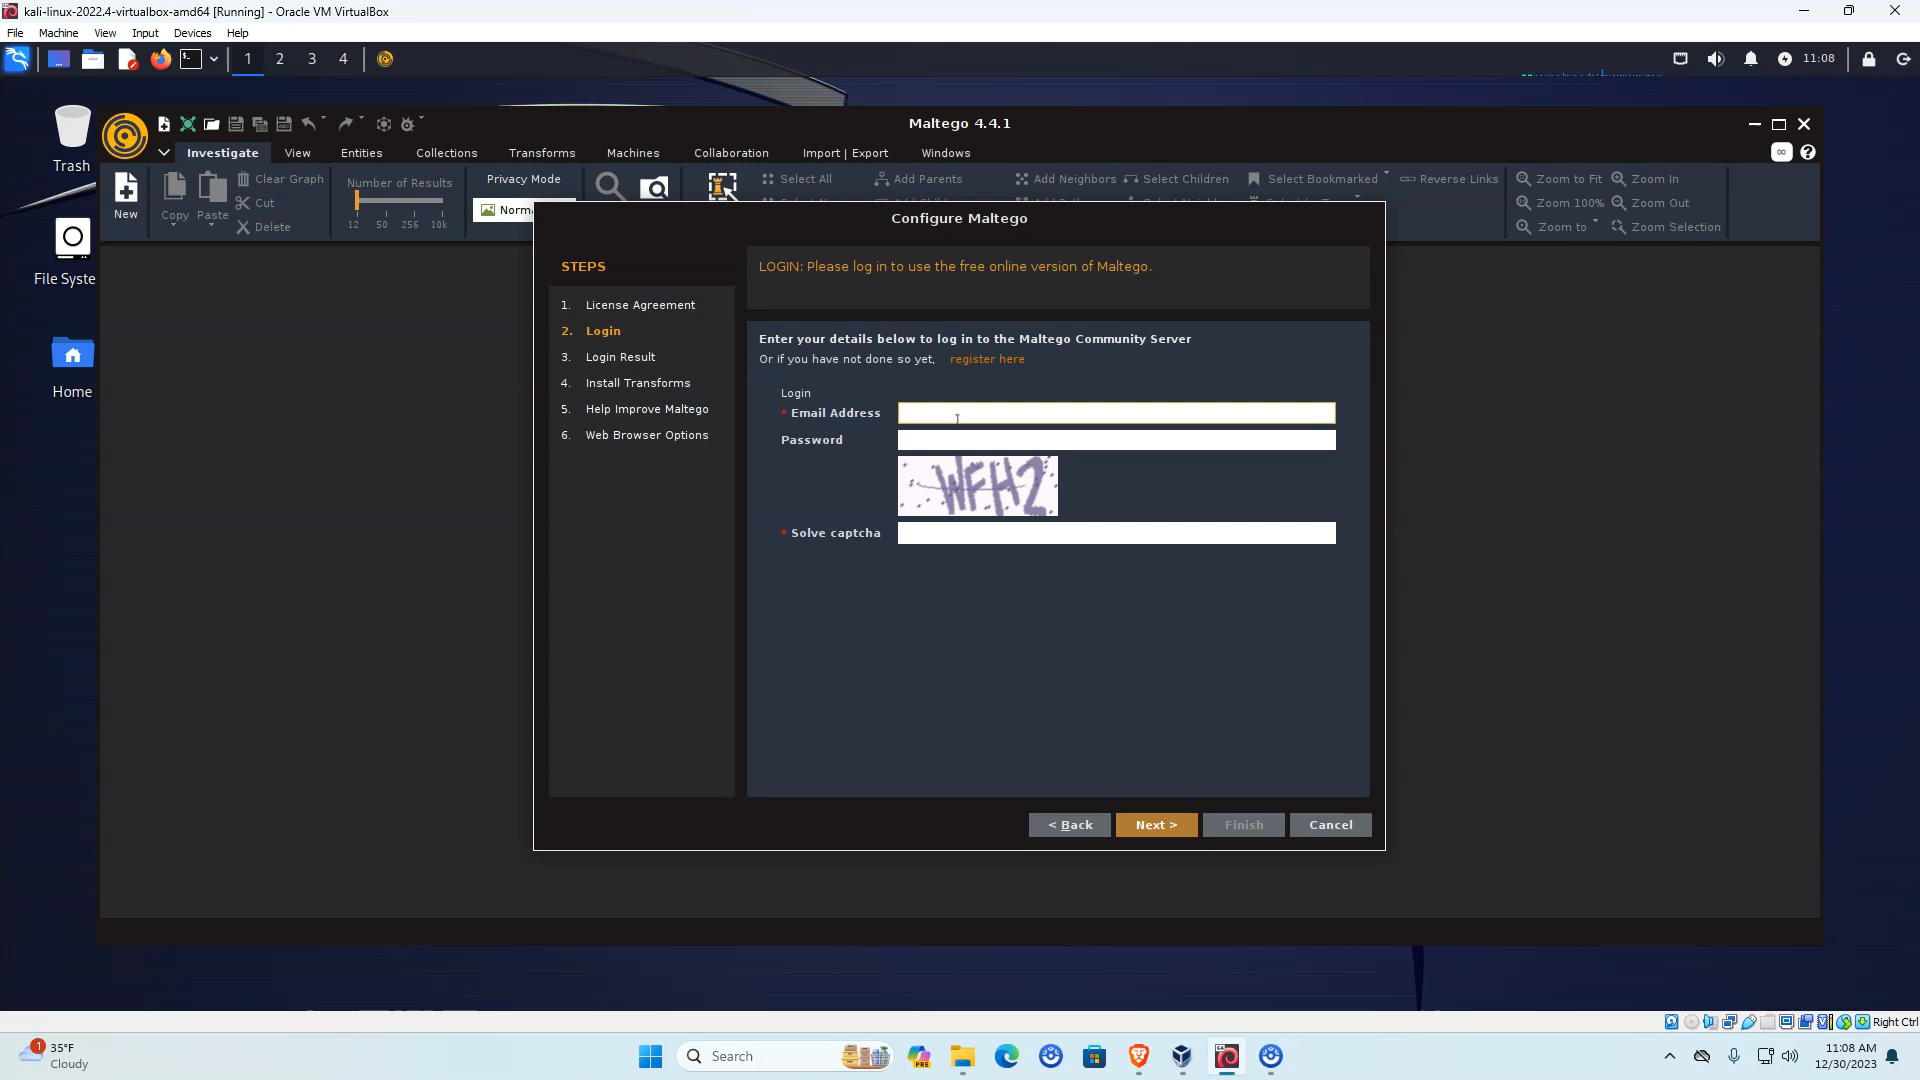 kali-linux-2022.4-virtualbox-amd64 [Running] - Oracle VM VirtualBox
File Machine View Input Devices Help
1 2 3 4 11:08
Trash
File Syste
Home
Maltego 4.4.1
Investigate View Entities Collections Transforms Machines Collaboration Import | Export Windows
New
Copy Paste
Clear Graph
Cut
Delete
Number of Results
12 50 256 10k
Privacy Mode
Norm
Select All Add Parents Add Neighbors Select Children Select Bookmarked Reverse Links
Zoom to Fit Zoom In
Zoom 100% Zoom Out
Zoom to Zoom Selection
Configure Maltego
STEPS
1. License Agreement
2. Login
3. Login Result
4. Install Transforms
5. Help Improve Maltego
6. Web Browser Options
LOGIN: Please log in to use the free online version of Maltego.
Enter your details below to log in to the Maltego Community Server
Or if you have not done so yet, register here
Login
* Email Address
Password
WFH2
* Solve captcha
< Back Next > Finish Cancel
Right Ctrl
1
35°F
Cloudy
Search
PRE
11:08 AM
12/30/2023